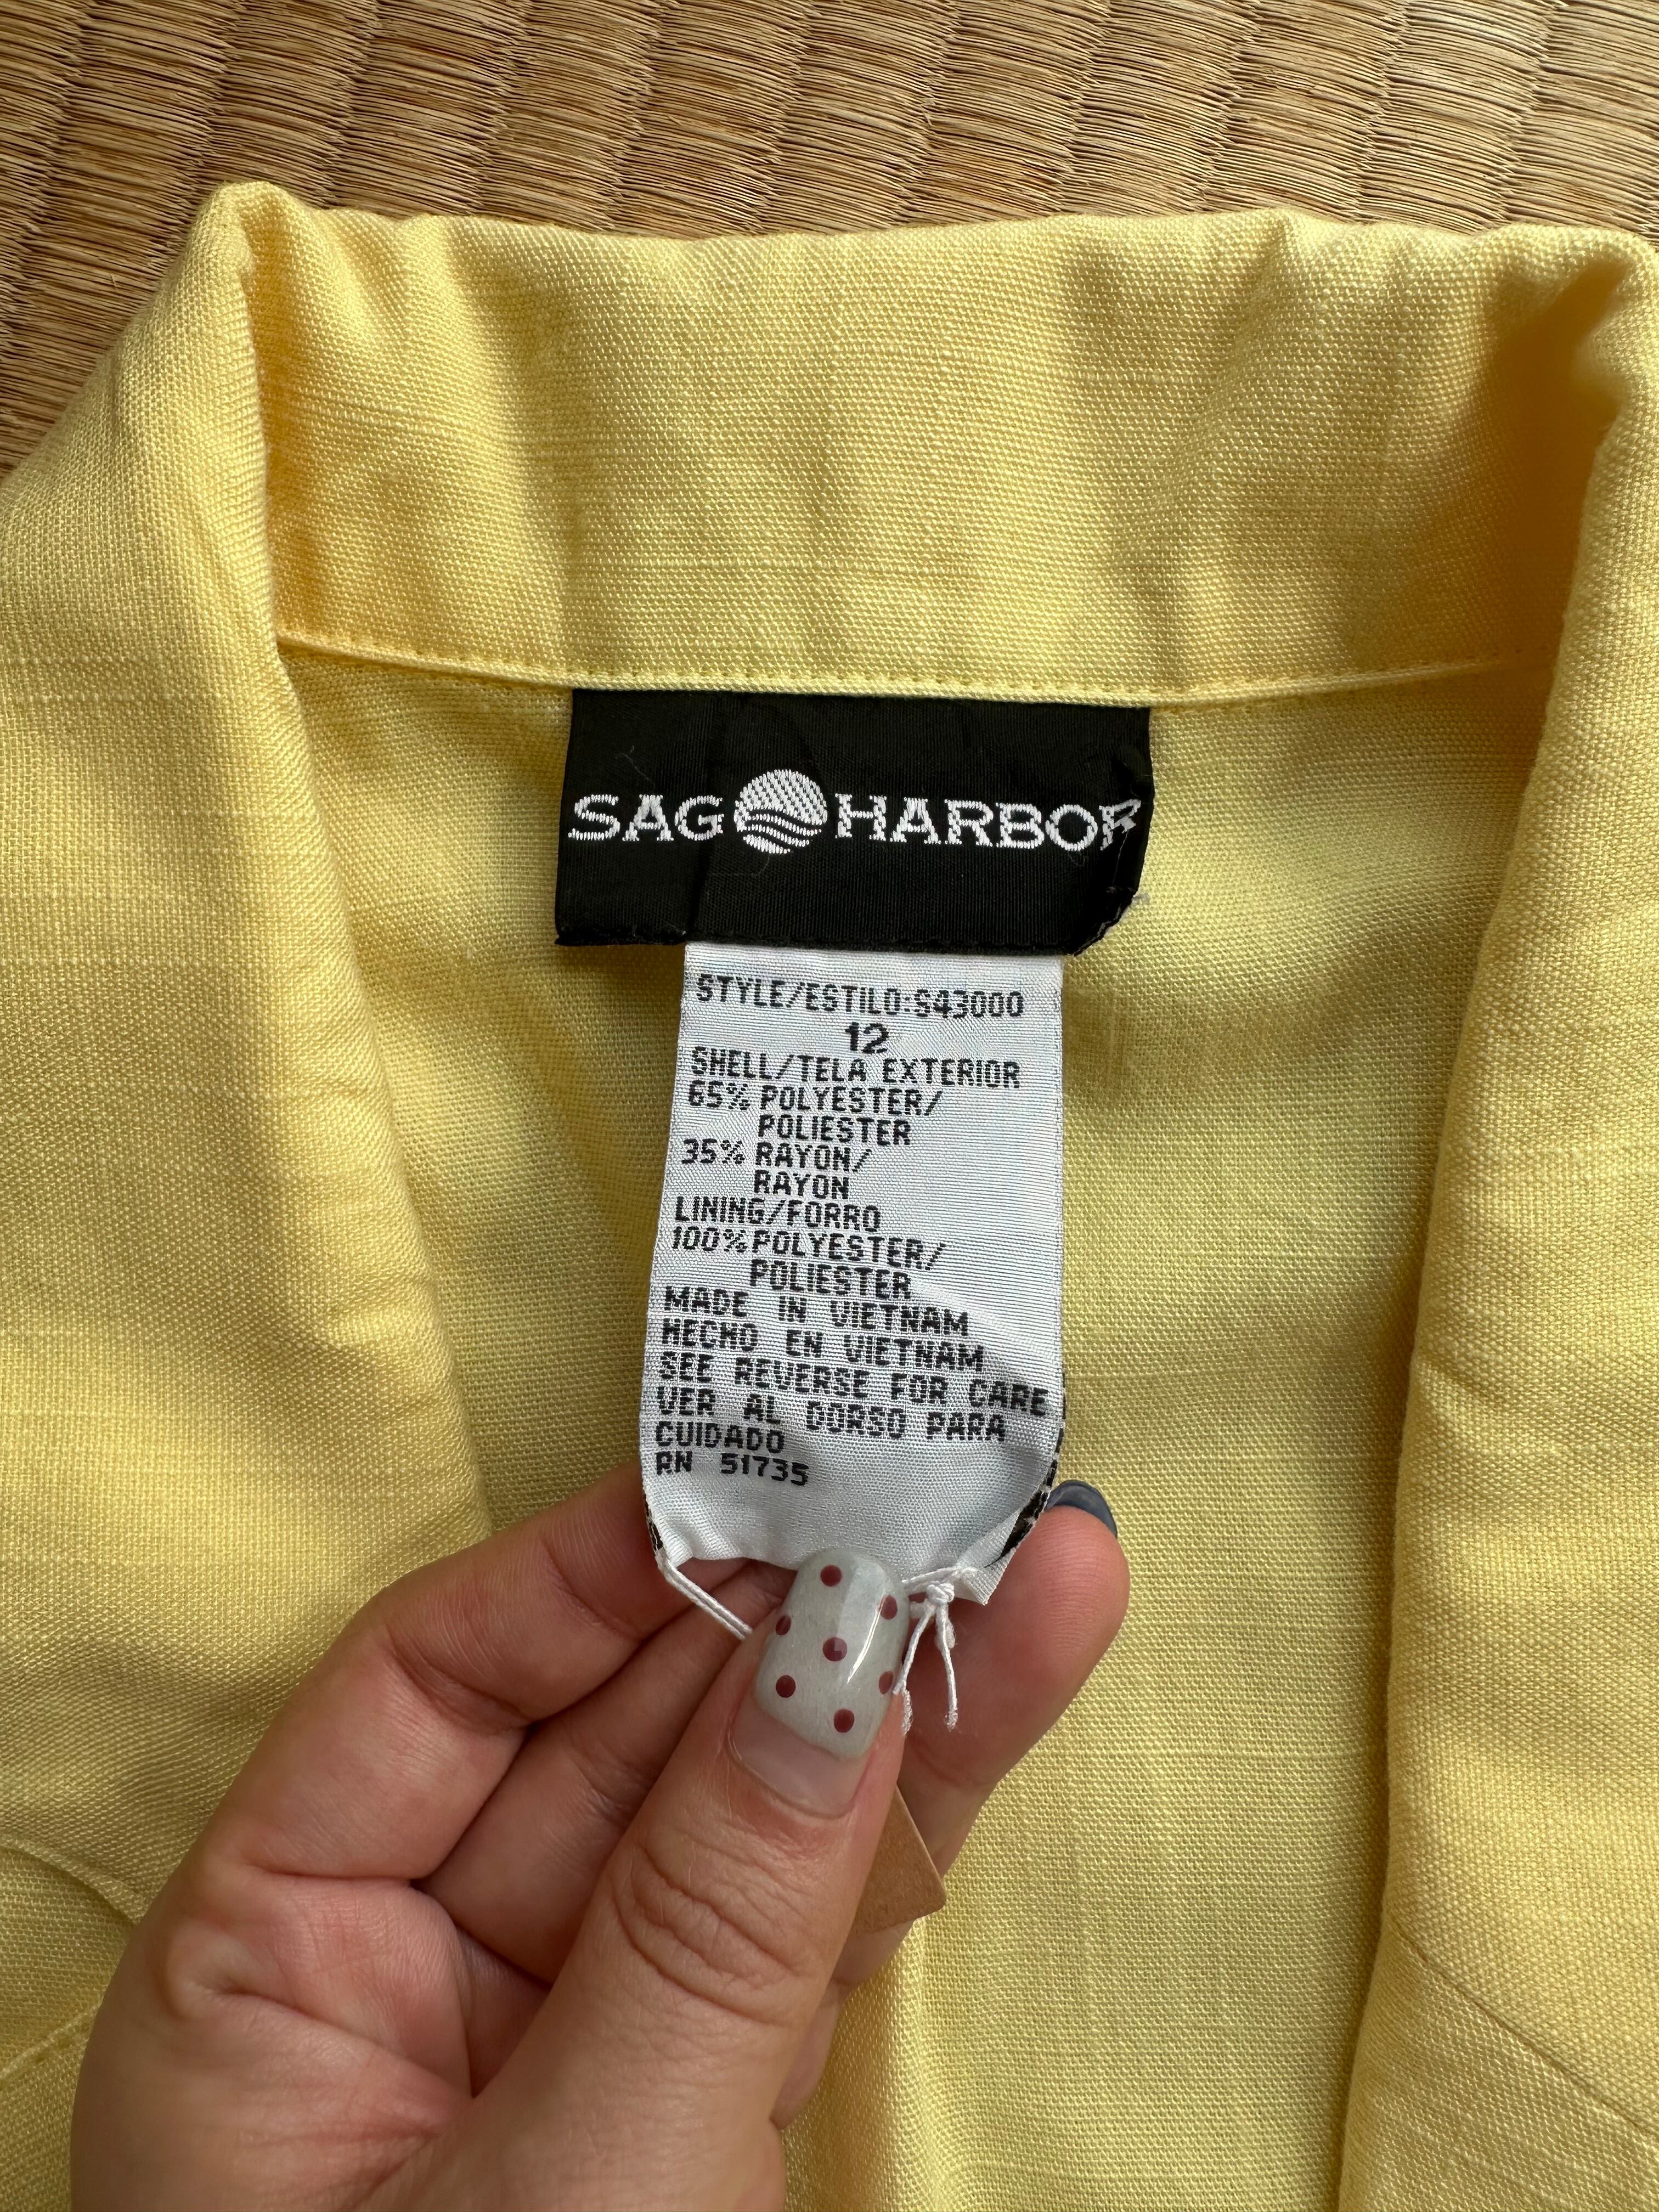 SAG HARBOR
STYLE/ESTILO:S43000
12
SHELL/TELA EXTERIOR
65% POLYESTER/
POLIESTER
35% RAYON/
RAYON
LINING/FORRO
100% POLYESTER/
POLIESTER
MADE IN VIETNAM
HECHO EN VIETNAM
SEE REVERSE FOR CARE
VER AL DORSO PARA
CUIDADO
RN 51735